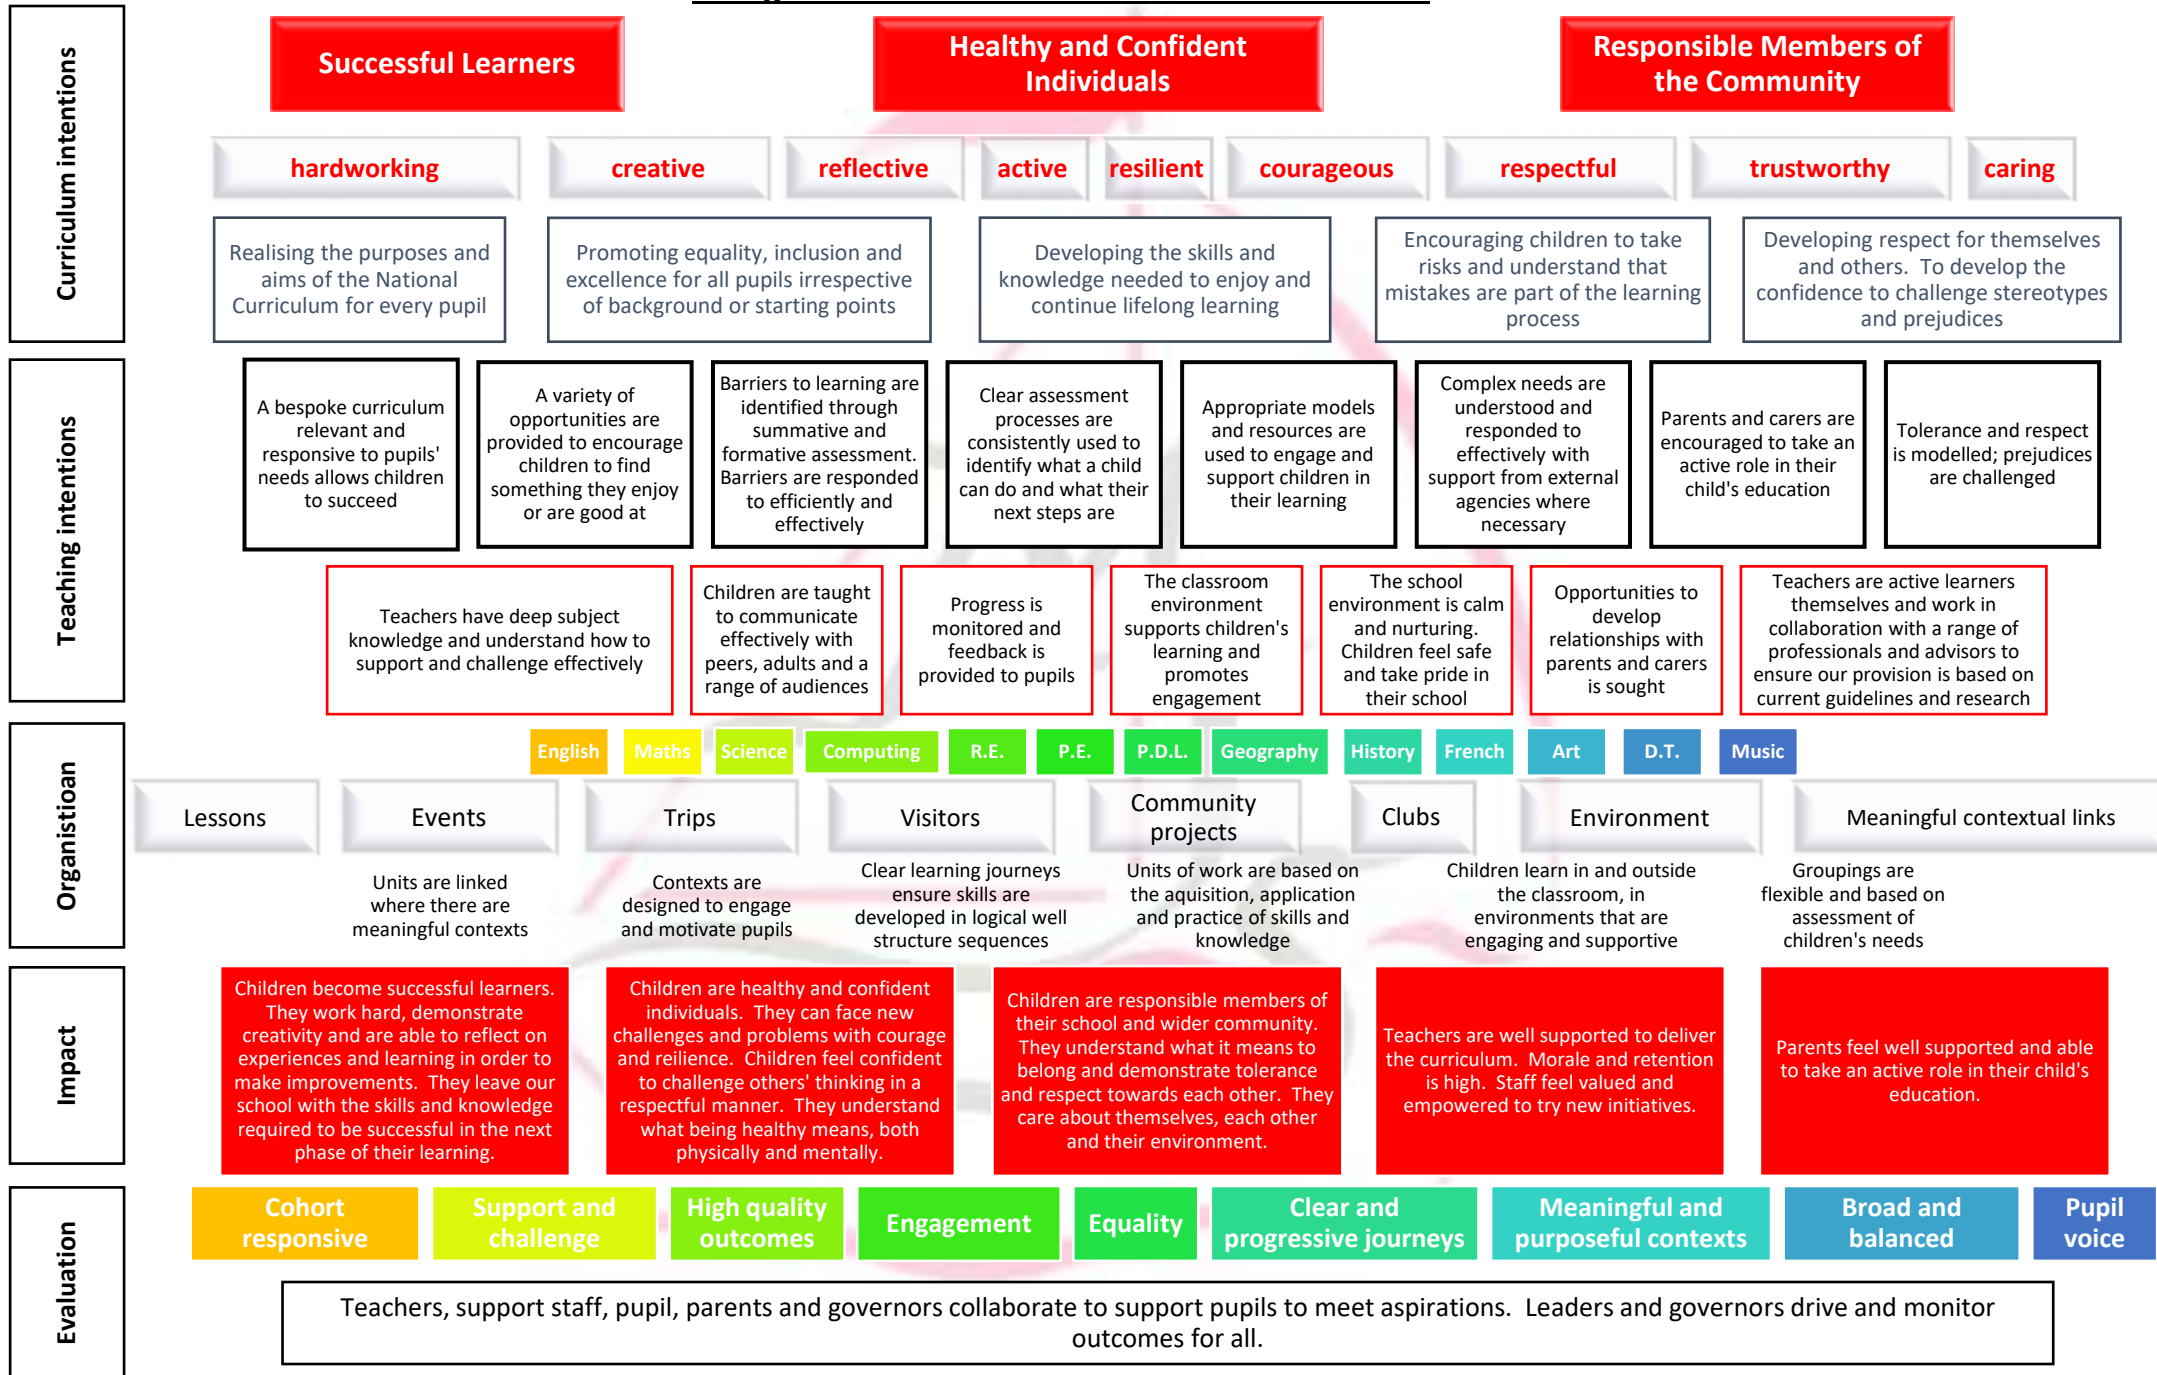 Curriculum intentions
Successful Learners
Healthy and Confident
Individuals
Responsible Members of
the Community
hardworking
creative
reflective
active
resilient
courageous
respectful
trustworthy
caring
Realising the purposes and
aims of the National
Curriculum for every pupil
Promoting equality, inclusion and
excellence for all pupils irrespective
of background or starting points
Developing the skills and
knowledge needed to enjoy and
continue lifelong learning
Encouraging children to take
risks and understand that
mistakes are part of the learning
process
Developing respect for themselves
and others. To develop the
confidence to challenge stereotypes
and prejudices
Teaching intentions
A bespoke curriculum
relevant and
responsive to pupils'
needs allows children
to succeed
A variety of
opportunities are
provided to encourage
children to find
something they enjoy
or are good at
Barriers to learning are
identified through
summative and
formative assessment.
Barriers are responded
to efficiently and
effectively
Clear assessment
processes are
consistently used to
identify what a child
can do and what their
next steps are
Appropriate models
and resources are
used to engage and
support children in
their learning
Complex needs are
understood and
responded to
effectively with
support from external
agencies where
necessary
Parents and carers are
encouraged to take an
active role in their
child's education
Tolerance and respect
is modelled; prejudices
are challenged
Teachers have deep subject
knowledge and understand how to
support and challenge effectively
Children are taught
to communicate
effectively with
peers, adults and a
range of audiences
Progress is
monitored and
feedback is
provided to pupils
The classroom
environment
supports children's
learning and
promotes
engagement
The school
environment is calm
and nurturing.
Children feel safe
and take pride in
their school
Opportunities to
develop
relationships with
parents and carers
is sought
Teachers are active learners
themselves and work in
collaboration with a range of
professionals and advisors to
ensure our provision is based on
current guidelines and research
Organistioan
English
Maths
Science
Computing
R.E.
P.E.
P.D.L.
Geography
History
French
Art
D.T.
Music
Lessons
Events
Trips
Visitors
Community
projects
Clubs
Environment
Meaningful contextual links
Units are linked
where there are
meaningful contexts
Contexts are
designed to engage
and motivate pupils
Clear learning journeys
ensure skills are
developed in logical well
structure sequences
Units of work are based on
the aquisition, application
and practice of skills and
knowledge
Children learn in and outside
the classroom, in
environments that are
engaging and supportive
Groupings are
flexible and based on
assessment of
children's needs
Impact
Children become successful learners.
They work hard, demonstrate
creativity and are able to reflect on
experiences and learning in order to
make improvements. They leave our
school with the skills and knowledge
required to be successful in the next
phase of their learning.
Children are healthy and confident
individuals. They can face new
challenges and problems with courage
and reilience. Children feel confident
to challenge others' thinking in a
respectful manner. They understand
what being healthy means, both
physically and mentally.
Children are responsible members of
their school and wider community.
They understand what it means to
belong and demonstrate tolerance
and respect towards each other. They
care about themselves, each other
and their environment.
Teachers are well supported to deliver
the curriculum. Morale and retention
is high. Staff feel valued and
empowered to try new initiatives.
Parents feel well supported and able
to take an active role in their child's
education.
Evaluation
Cohort
responsive
Support and
challenge
High quality
outcomes
Engagement
Equality
Clear and
progressive journeys
Meaningful and
purposeful contexts
Broad and
balanced
Pupil
voice
Teachers, support staff, pupil, parents and governors collaborate to support pupils to meet aspirations. Leaders and governors drive and monitor
outcomes for all.